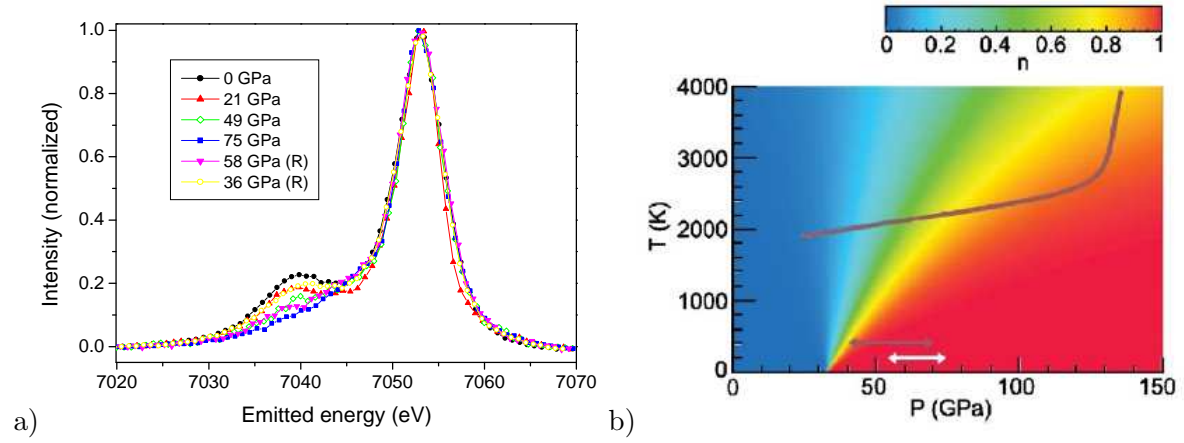 1.0
0.8
0.6
0.4
0.2
0.0
Intensity (normalized)
0 GPa
21 GPa
49 GPa
75 GPa
58 GPa (R)
36 GPa (R)
7020 7030 7040 7050 7060 7070
Emitted energy (eV)
a)
0 0.2 0.4 0.6 0.8 1
n
4000
3000
2000
1000
0
T (K)
0 50 100 150
P (GPa)
b)